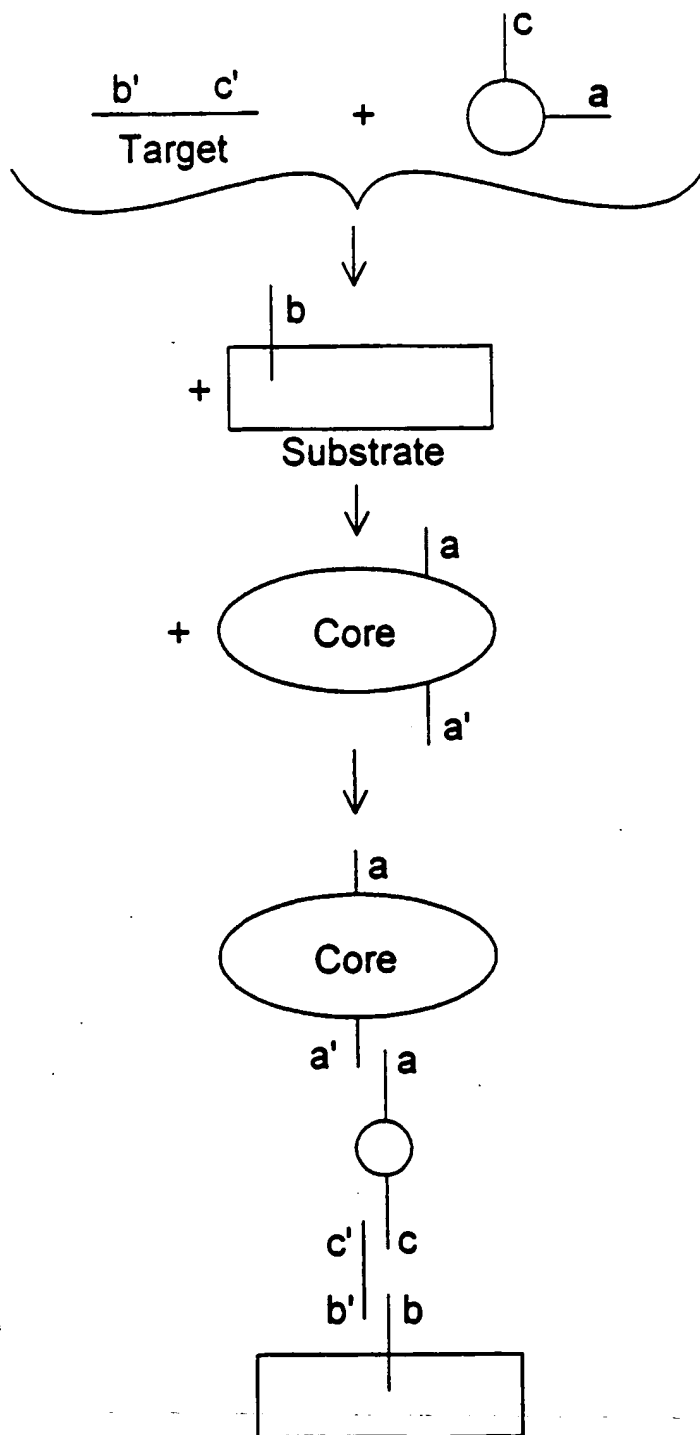 c
b' c' + a
Target
b
+
Substrate
a
+ Core
a'
a
Core
a' a
c' c
b' b